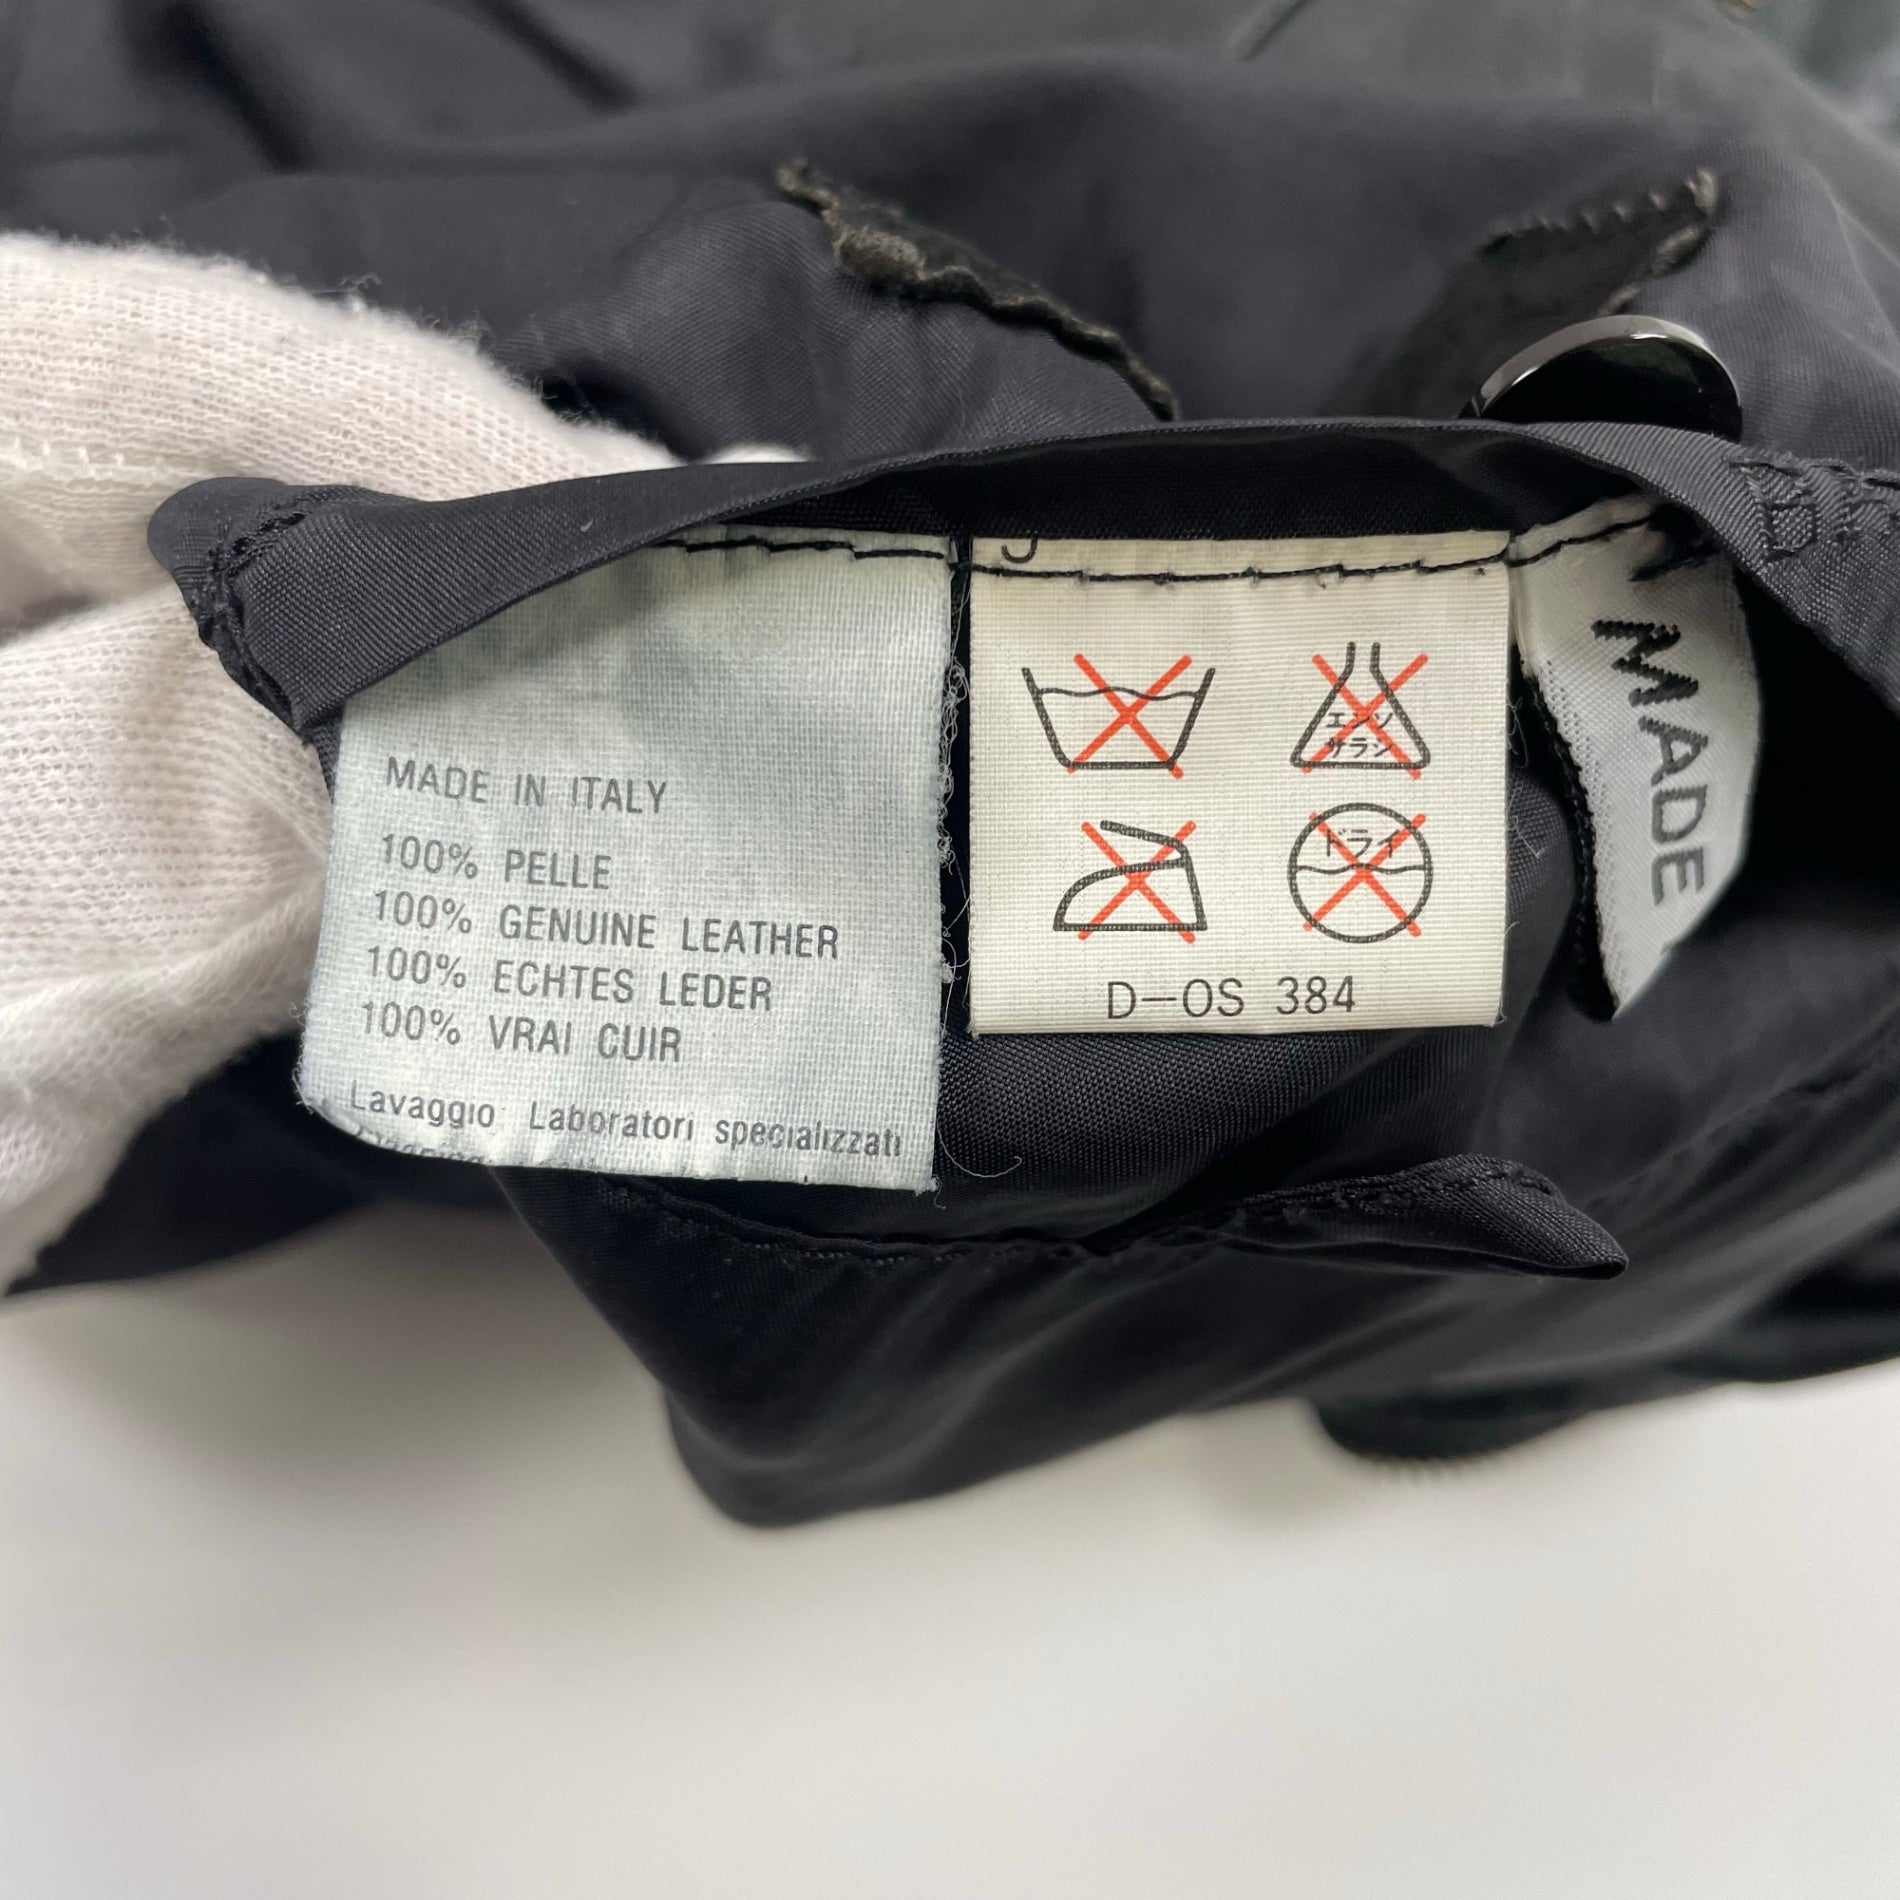 MADE IN ITALY
100% PELLE
100% GENUINE LEATHER
100% ECHTES LEDER
100% VRAI CUIR
Lavaggio Laboratori specializzati
エンソ
サラシ
ドライ
D-OS 384
MADE